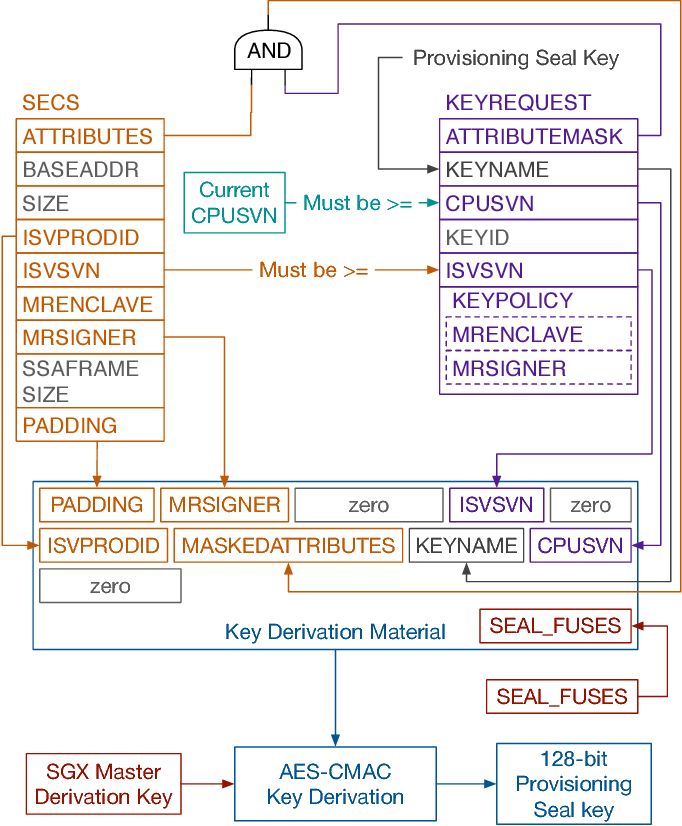 AND
Provisioning Seal Key
SECS
ATTRIBUTES
BASEADDR
SIZE
ISVPRODID
ISVSVN
MRENCLAVE
MRSIGNER
SSAFRAME
SIZE
PADDING
Current
CPUSVN
Must be >=
Must be >=
KEYREQUEST
ATTRIBUTEMASK
KEYNAME
CPUSVN
KEYID
ISVSVN
KEYPOLICY
MRENCLAVE
MRSIGNER
PADDING
MRSIGNER
zero
ISVSVN
zero
ISVPRODID
MASKEDATTRIBUTES
KEYNAME
CPUSVN
zero
Key Derivation Material
SEAL_FUSES
SEAL_FUSES
SGX Master
Derivation Key
AES-CMAC
Key Derivation
128-bit
Provisioning
Seal key